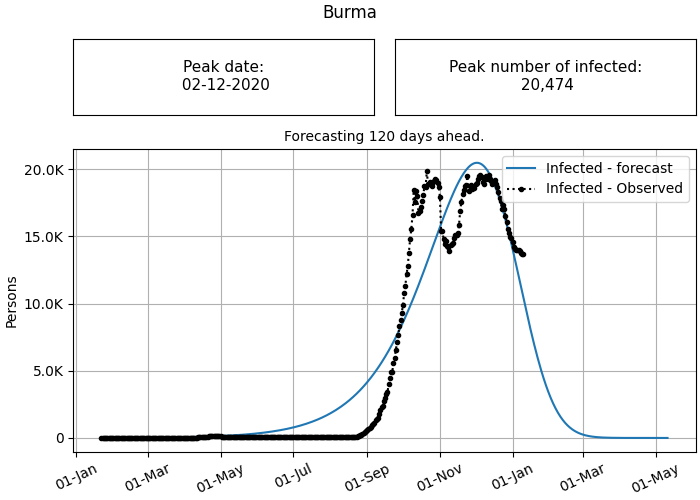 Burma
Peak date:
02-12-2020
Peak number of infected:
20,474
Forecasting 120 days ahead.
Infected - forecast
Infected - Observed
20.0K
15.0K
10.0K
5.0K
0
Persons
01-Jan
01-Mar
01-May
01-Jul
01-Sep
01-Nov
01-Jan
01-Mar
01-May